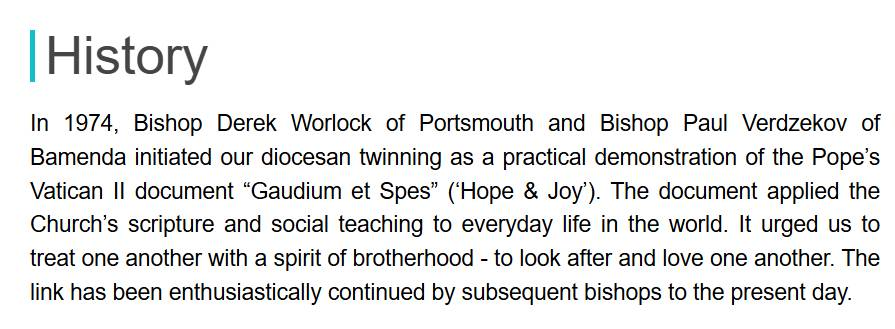 History
In 1974, Bishop Derek Worlock of Portsmouth and Bishop Paul Verdzekov of
Bamenda initiated our diocesan twinning as a practical demonstration of the Pope’s
Vatican II document “Gaudium et Spes” (‘Hope & Joy’). The document applied the
Church’s scripture and social teaching to everyday life in the world. It urged us to
treat one another with a spirit of brotherhood - to look after and love one another. The
link has been enthusiastically continued by subsequent bishops to the present day.